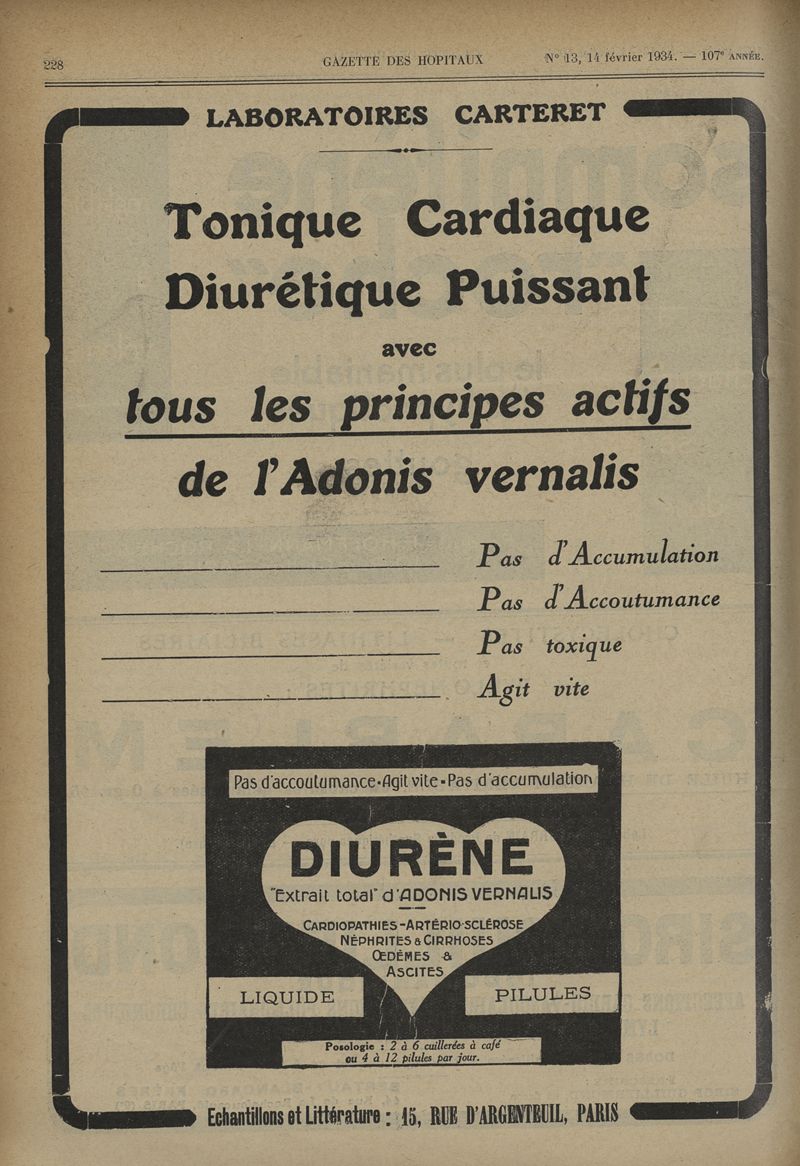 228
GAZETTE DES HOPITAUX
N° 13, 14 février 1934. — 107e ANNÉE.
LABORATOIRES CARTERET
Tonique Cardiaque
Diurétique Puissant
avec
tous les principes actifs
de l'Adonis vernalis
Pas d'Accumulation
Pas d'Accoutumance
Pas toxique
Agit vite
Pas d'accoutumance-Agit vite-Pas d'accumulation
DIURÈNE
"Extrait total" d'ADONIS VERNALIS
CARDIOPATHIES-ARTÉRIO-SCLÉROSE
NÉPHRITES & CIRRHOSES
ŒDÈMES &
ASCITES
LIQUIDE
PILULES
Posologie : 2 à 6 cuillerées à café
ou 4 à 12 pilules par jour.
Echantillons et Littérature : 15, RUE D'ARGENTEUIL, PARIS